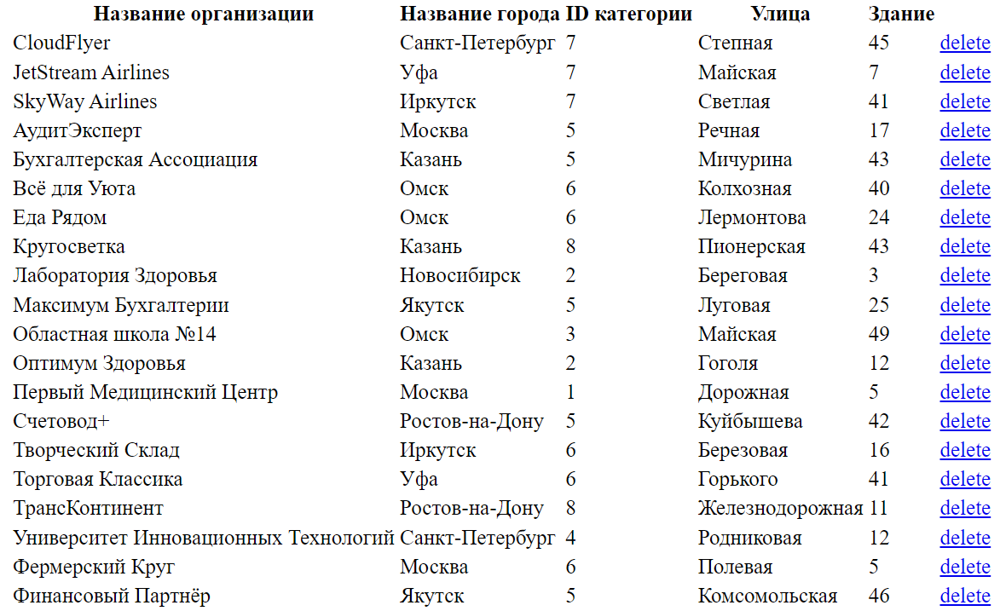 Название организации Название города ID категории Улица Здание
CloudFlyer Санкт-Петербург 7 Степная 45 delete
JetStream Airlines Уфа 7 Майская 7 delete
SkyWay Airlines Иркутск 7 Светлая 41 delete
АудитЭксперт Москва 5 Речная 17 delete
Бухгалтерская Ассоциация Казань 5 Мичурина 43 delete
Всё для Уюта Омск 6 Колхозная 40 delete
Еда Рядом Омск 6 Лермонтова 24 delete
Кругосветка Казань 8 Пионерская 43 delete
Лаборатория Здоровья Новосибирск 2 Береговая 3 delete
Максимум Бухгалтерии Якутск 5 Луговая 25 delete
Областная школа №14 Омск 3 Майская 49 delete
Оптимум Здоровья Казань 2 Гоголя 12 delete
Первый Медицинский Центр Москва 1 Дорожная 5 delete
Счетовод+ Ростов-на-Дону 5 Куйбышева 42 delete
Творческий Склад Иркутск 6 Березовая 16 delete
Торговая Классика Уфа 6 Горького 41 delete
ТрансКонтинент Ростов-на-Дону 8 Железнодорожная 11 delete
Университет Инновационных Технологий Санкт-Петербург 4 Родниковая 12 delete
Фермерский Круг Москва 6 Полевая 5 delete
Финансовый Партнёр Якутск 5 Комсомольская 46 delete